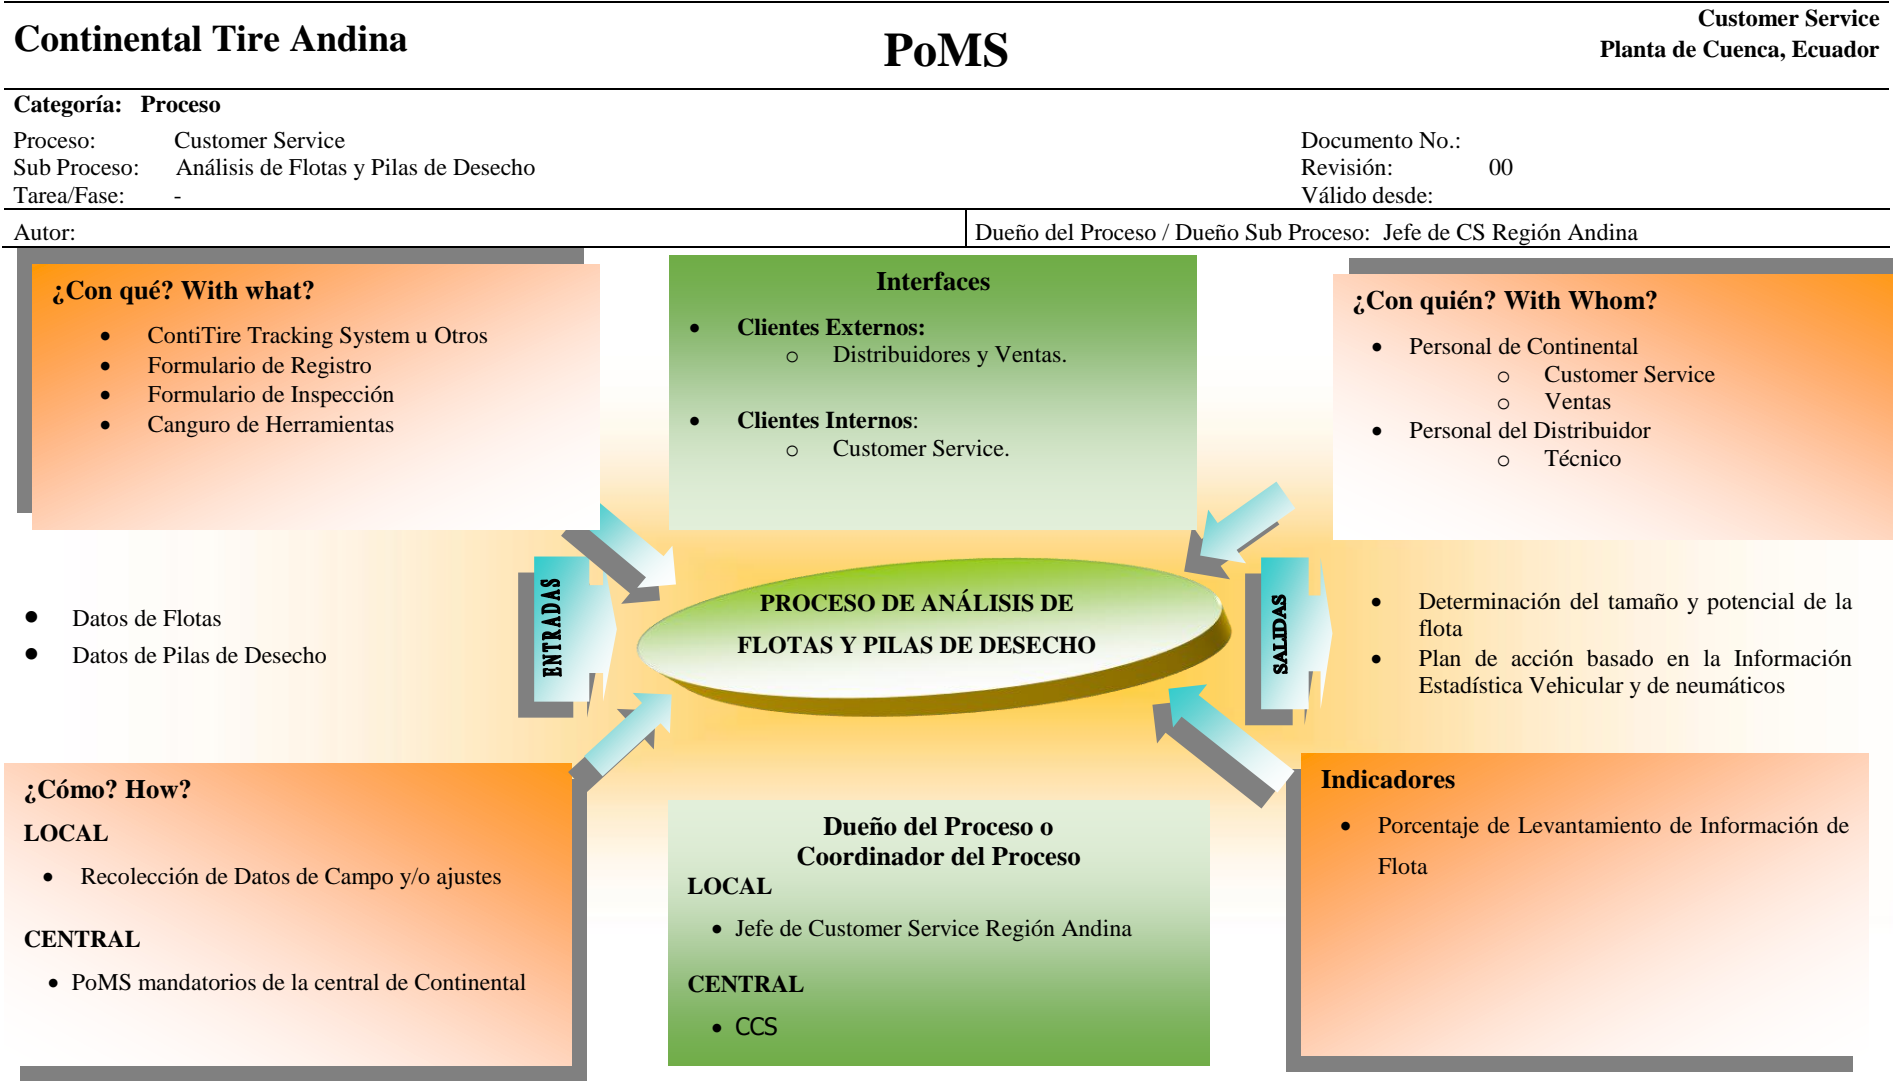 Continental Tire Andina
PoMS
Customer Service
Planta de Cuenca, Ecuador
Categoría: Proceso
Proceso: Customer Service
Sub Proceso: Análisis de Flotas y Pilas de Desecho
Tarea/Fase: -
Documento No.:
Revisión: 00
Válido desde:
Autor:
Dueño del Proceso / Dueño Sub Proceso: Jefe de CS Región Andina
¿Con qué? With what?
• ContiTire Tracking System u Otros
• Formulario de Registro
• Formulario de Inspección
• Canguro de Herramientas
Interfaces
• Clientes Externos:
o Distribuidores y Ventas.
• Clientes Internos:
o Customer Service.
¿Con quién? With Whom?
• Personal de Continental
o Customer Service
o Ventas
• Personal del Distribuidor
o Técnico
• Datos de Flotas
• Datos de Pilas de Desecho
ENTRADAS
PROCESO DE ANÁLISIS DE
FLOTAS Y PILAS DE DESECHO
SALIDAS
• Determinación del tamaño y potencial de la
flota
• Plan de acción basado en la Información
Estadística Vehicular y de neumáticos
¿Cómo? How?
LOCAL
• Recolección de Datos de Campo y/o ajustes
CENTRAL
• PoMS mandatorios de la central de Continental
Dueño del Proceso o
Coordinador del Proceso
LOCAL
• Jefe de Customer Service Región Andina
CENTRAL
• CCS
Indicadores
• Porcentaje de Levantamiento de Información de
Flota